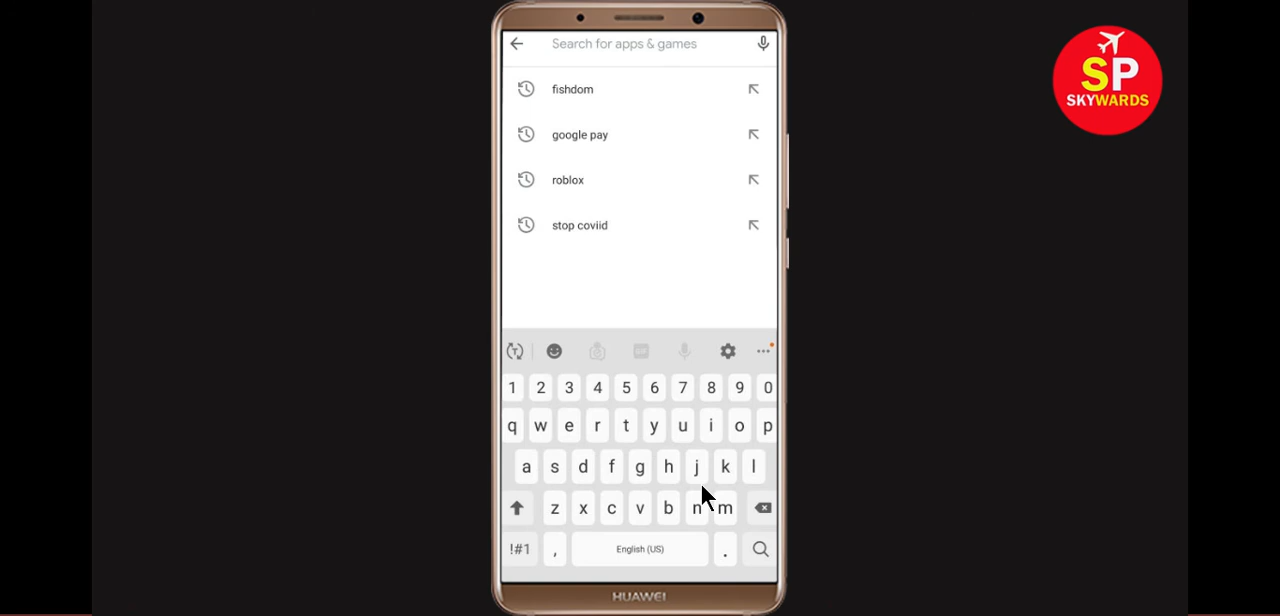 Search for apps & games
SP
SKYWARDS
fishdom
google pay
roblox
stop coviid
1 2 3 4 5 6 7 8 9 0
q w e r t y u i o p
a s d f g h j k l
z x c v b n m
!#1 , English (US) .
HUAWEI